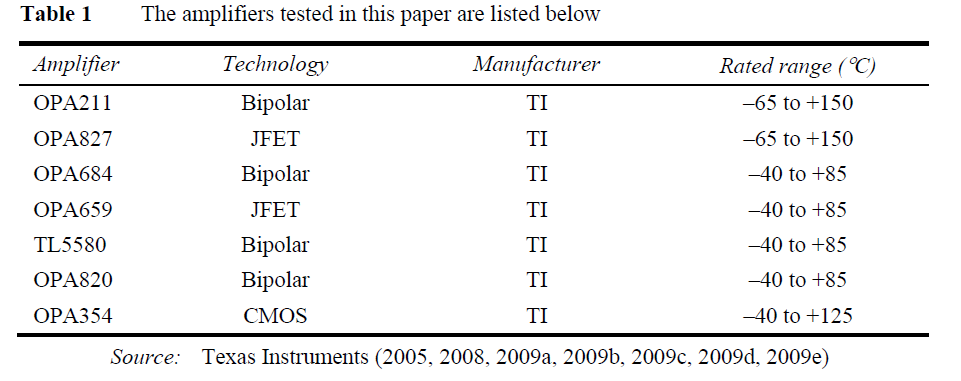 Table 1 The amplifiers tested in this paper are listed below
Amplifier Technology Manufacturer Rated range (°C)
OPA211 Bipolar TI –65 to +150
OPA827 JFET TI –65 to +150
OPA684 Bipolar TI –40 to +85
OPA659 JFET TI –40 to +85
TL5580 Bipolar TI –40 to +85
OPA820 Bipolar TI –40 to +85
OPA354 CMOS TI –40 to +125
Source: Texas Instruments (2005, 2008, 2009a, 2009b, 2009c, 2009d, 2009e)